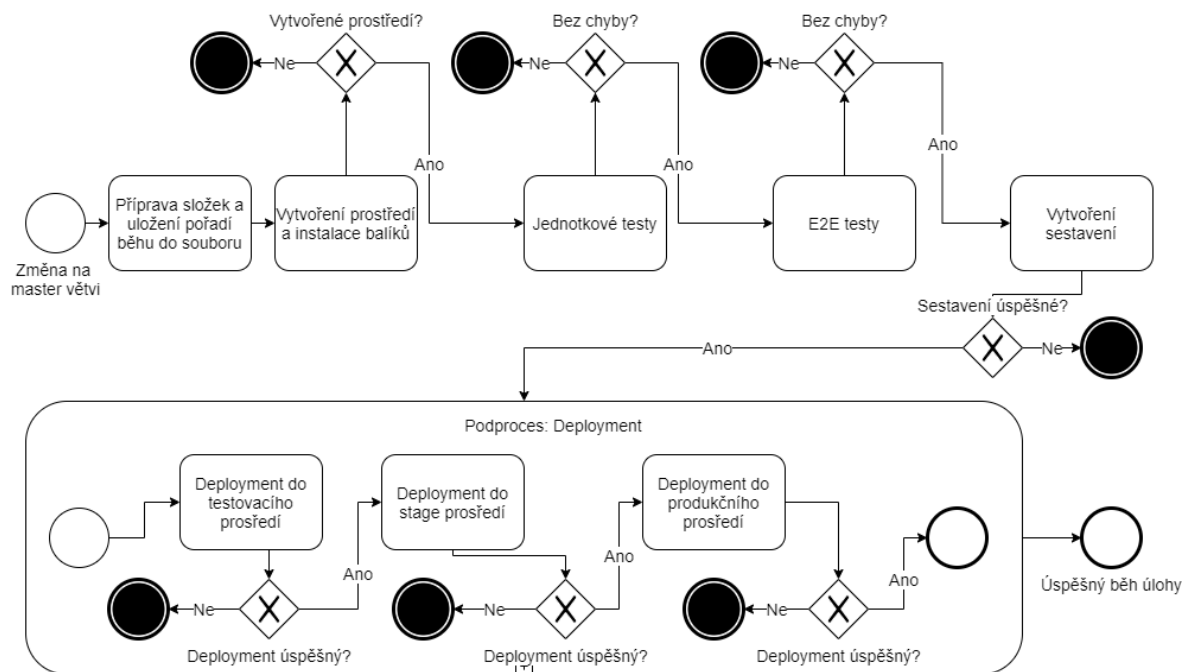 Vytvořené prostředí?
Bez chyby?
Bez chyby?
Ne
Ne
Ne
Ano
Ano
Ano
Příprava složek a
uložení pořadí
běhu do souboru
Vytvoření prostředí
a instalace balíků
Jednotkové testy
E2E testy
Vytvoření
sestavení
Změna na
master větvi
Sestavení úspěšné?
Ano
Ne
Podproces: Deployment
Deployment do
testovacího
prośředí
Deployment do
stage prośředí
Deployment do
produkčního
prośředí
Ano
Ano
Ano
Ne
Ne
Ne
Úspěšný běh úlohy
Deployment úspěšný?
Deployment úspěšný?
Deployment úspěšný?